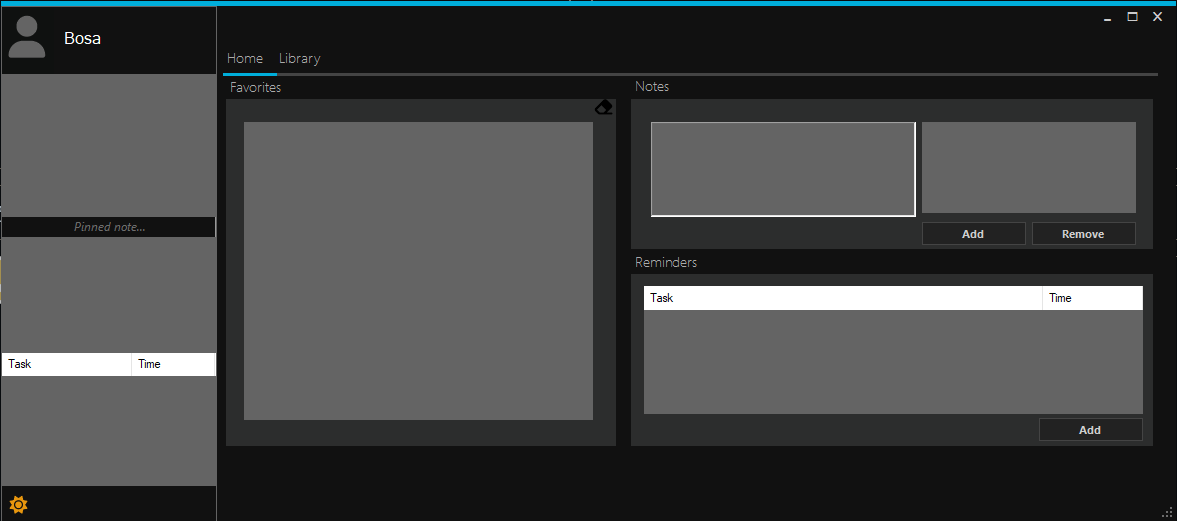 Bosa
Home Library
Favorites
Notes
Pinned note...
Add Remove
Reminders
Task Time
Task Time
Add